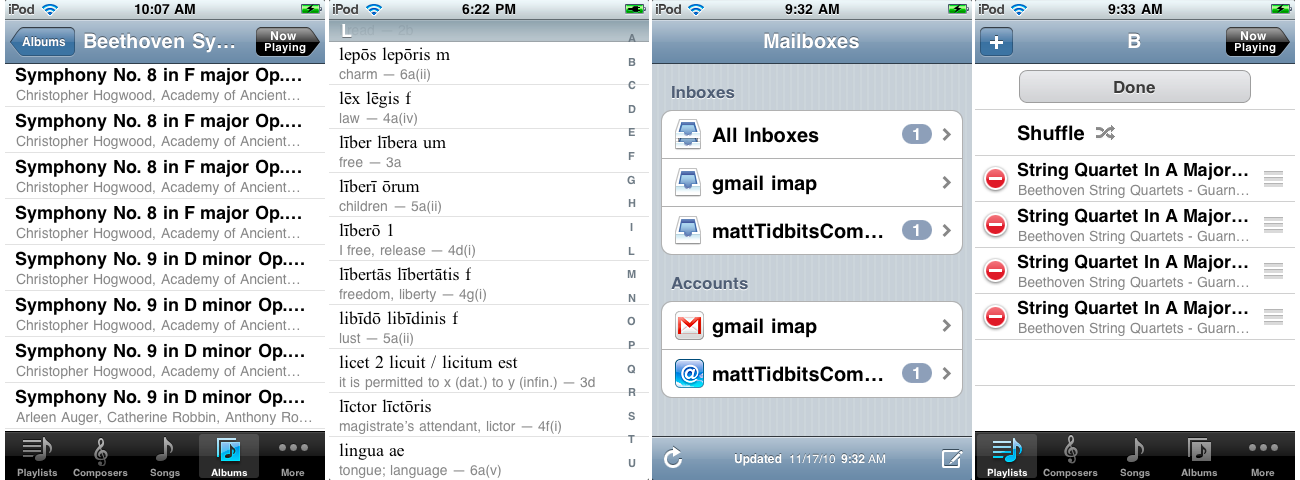 iPod 10:07 AM
Albums Beethoven Sy... Now Playing
Symphony No. 8 in F major Op....
Christopher Hogwood, Academy of Ancient...
Symphony No. 8 in F major Op....
Christopher Hogwood, Academy of Ancient...
Symphony No. 8 in F major Op....
Christopher Hogwood, Academy of Ancient...
Symphony No. 8 in F major Op....
Christopher Hogwood, Academy of Ancient...
Symphony No. 9 in D minor Op....
Christopher Hogwood, Academy of Ancient...
Symphony No. 9 in D minor Op....
Christopher Hogwood, Academy of Ancient...
Symphony No. 9 in D minor Op....
Christopher Hogwood, Academy of Ancient...
Symphony No. 9 in D minor Op....
Arleen Auger, Catherine Robbin, Anthony Ro...
Playlists Composers Songs Albums More
iPod 6:22 PM
L
lepōs lepōris m
charm — 6a(ii)
lēx lēgis f
law — 4a(iv)
līber lībera um
free — 3a
līberī ōrum
children — 5a(ii)
līberō 1
I free, release — 4d(i)
lībertās lībertātis f
freedom, liberty — 4g(i)
libīdō libīdinis f
lust — 5a(ii)
licet 2 licuit / licitum est
it is permitted to x (dat.) to y (infin.) — 3d
līctor līctōris
magistrate's attendant, lictor — 4f(i)
lingua ae
tongue; language — 6a(v)
A
B
C
D
E
F
G
H
I
L
M
N
O
P
Q
R
S
T
U
iPod 9:32 AM
Mailboxes
Inboxes
All Inboxes 1
gmail imap
mattTidbitsCom... 1
Accounts
gmail imap
mattTidbitsCom... 1
Updated 11/17/10 9:32 AM
iPod 9:33 AM
+ B Now Playing
Done
Shuffle
String Quartet In A Major...
Beethoven String Quartets - Guarn...
String Quartet In A Major...
Beethoven String Quartets - Guarn...
String Quartet In A Major...
Beethoven String Quartets - Guarn...
String Quartet In A Major...
Beethoven String Quartets - Guarn...
Playlists Composers Songs Albums More